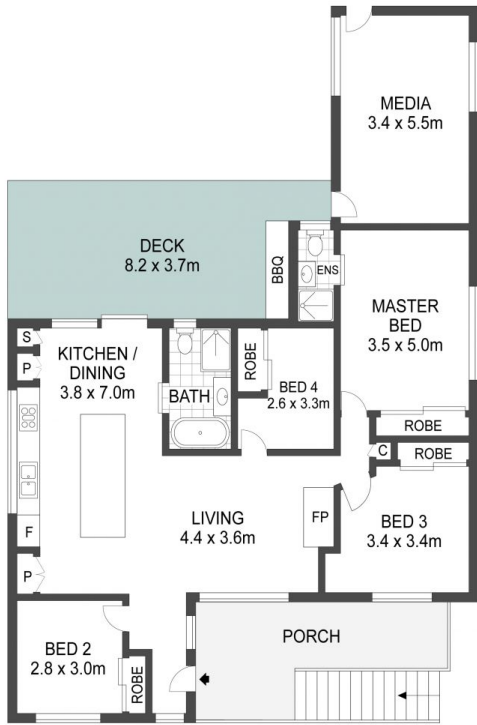 MEDIA
3.4 x 5.5m
DECK
8.2 x 3.7m
BBQ
ENS
MASTER
BED
3.5 x 5.0m
ROBE
S
P
KITCHEN /
DINING
3.8 x 7.0m
BATH
ROBE
BED 4
2.6 x 3.3m
C
ROBE
BED 3
3.4 x 3.4m
LIVING
4.4 x 3.6m
FP
F
P
BED 2
2.8 x 3.0m
ROBE
PORCH